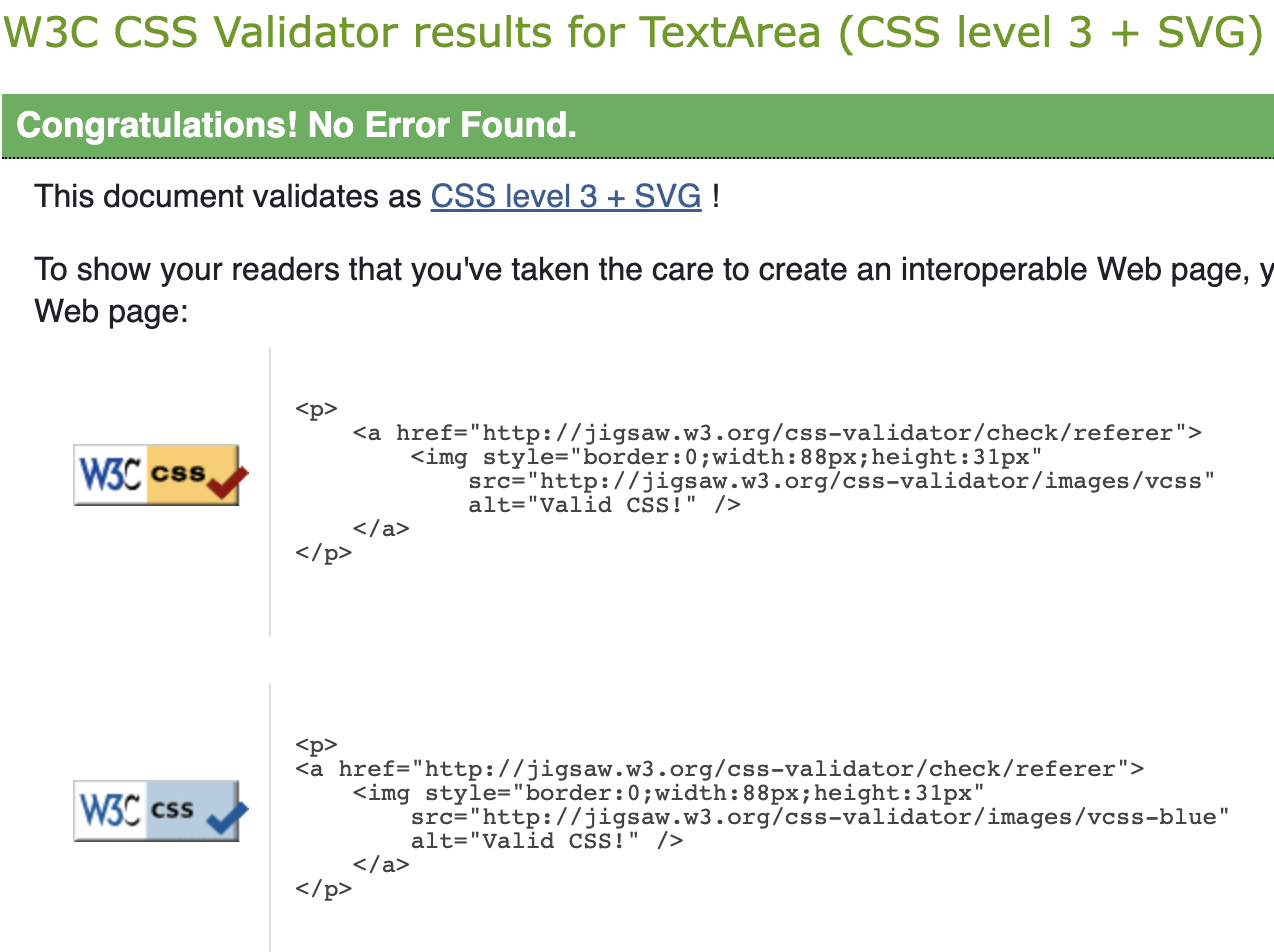 W3C CSS Validator results for TextArea (CSS level 3 + SVG)
Congratulations! No Error Found.
This document validates as CSS level 3 + SVG !
To show your readers that you've taken the care to create an interoperable Web page, y
Web page:
W3C css
<p>
    <a href="http://jigsaw.w3.org/css-validator/check/referer">
        <img style="border:0;width:88px;height:31px"
            src="http://jigsaw.w3.org/css-validator/images/vcss"
            alt="Valid CSS!" />
    </a>
</p>
W3C css
<p>
<a href="http://jigsaw.w3.org/css-validator/check/referer">
    <img style="border:0;width:88px;height:31px"
        src="http://jigsaw.w3.org/css-validator/images/vcss-blue"
        alt="Valid CSS!" />
    </a>
</p>